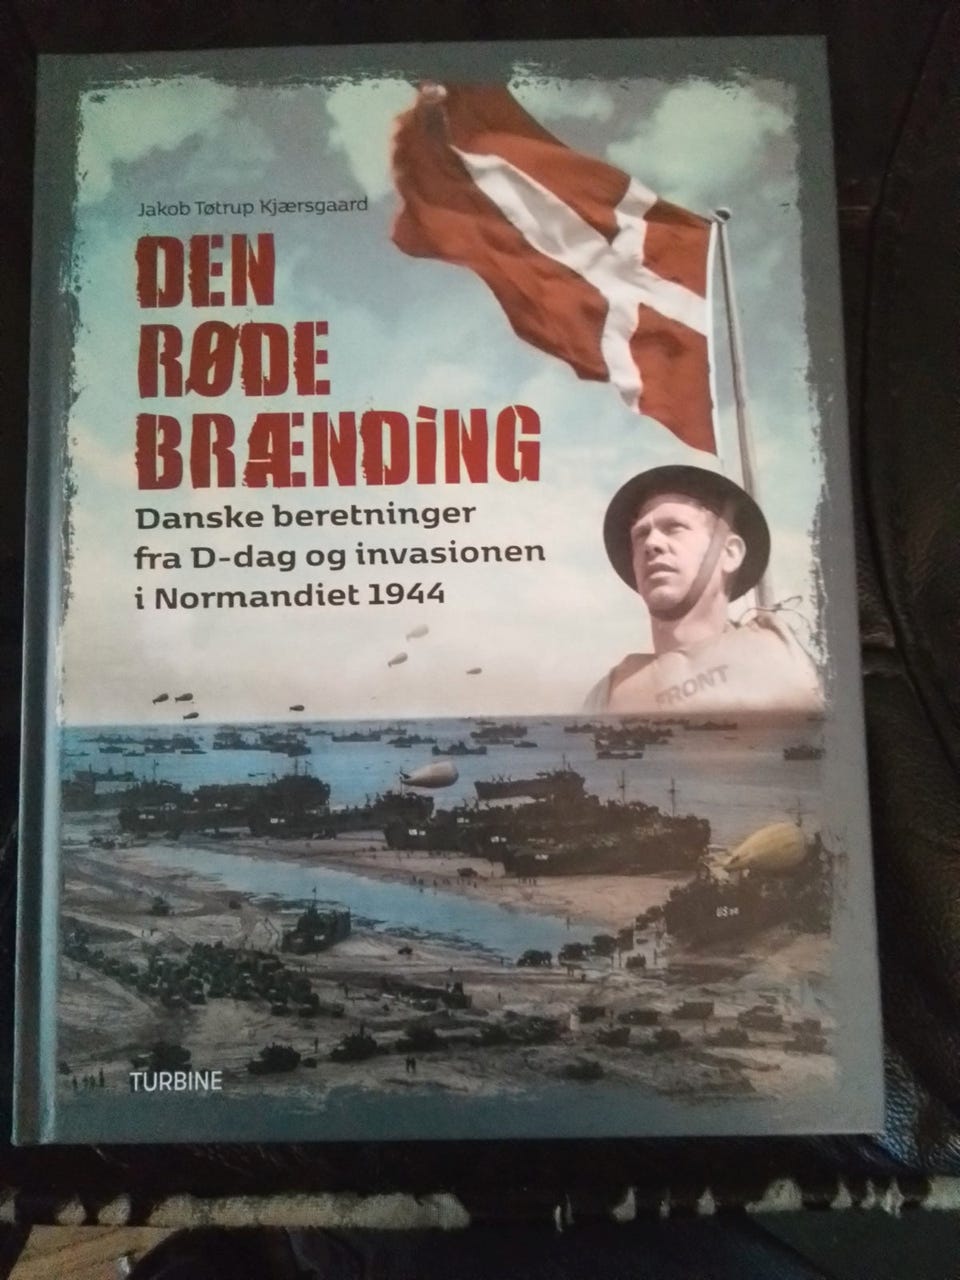 Jakob Tøtrup Kjærsgaard
DEN
RØDE
BRÆNDING
Danske beretninger
fra D-dag og invasionen
i Normandiet 1944
FRONT
TURBINE